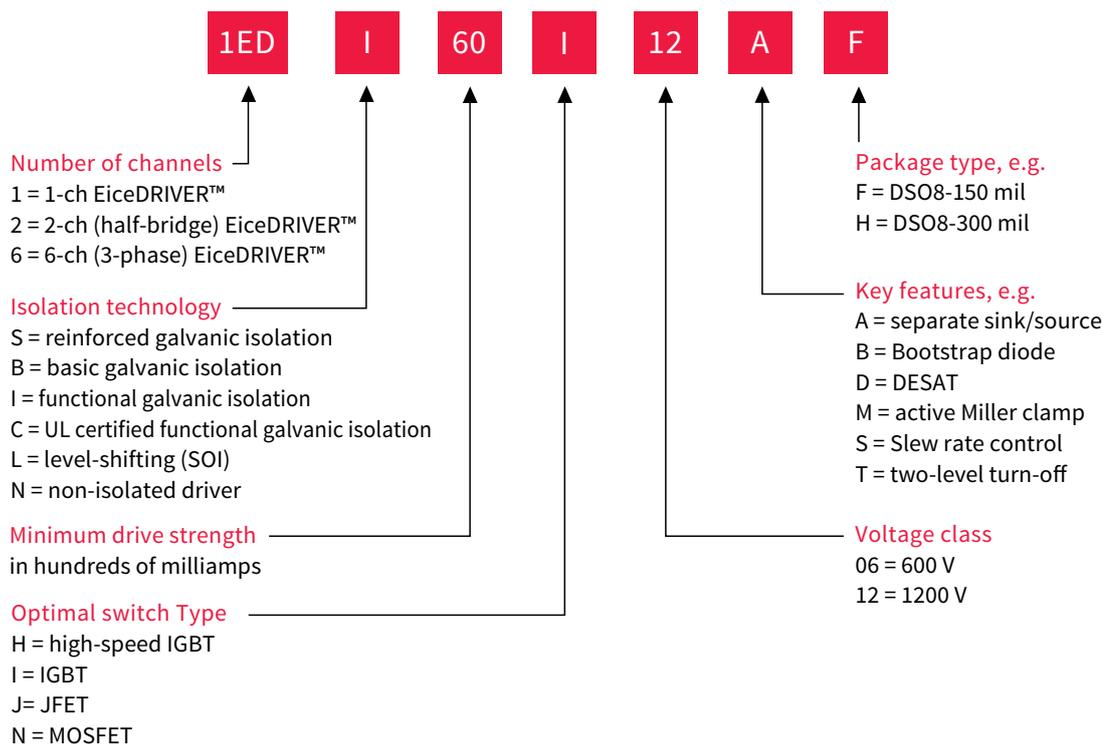 1ED I 60 I 12 A F
Number of channels
1 = 1-ch EiceDRIVER™
2 = 2-ch (half-bridge) EiceDRIVER™
6 = 6-ch (3-phase) EiceDRIVER™
Isolation technology
S = reinforced galvanic isolation
B = basic galvanic isolation
I = functional galvanic isolation
C = UL certified functional galvanic isolation
L = level-shifting (SOI)
N = non-isolated driver
Minimum drive strength
in hundreds of milliamps
Optimal switch Type
H = high-speed IGBT
I = IGBT
J= JFET
N = MOSFET
Package type, e.g.
F = DSO8-150 mil
H = DSO8-300 mil
Key features, e.g.
A = separate sink/source
B = Bootstrap diode
D = DESAT
M = active Miller clamp
S = Slew rate control
T = two-level turn-off
Voltage class
06 = 600 V
12 = 1200 V